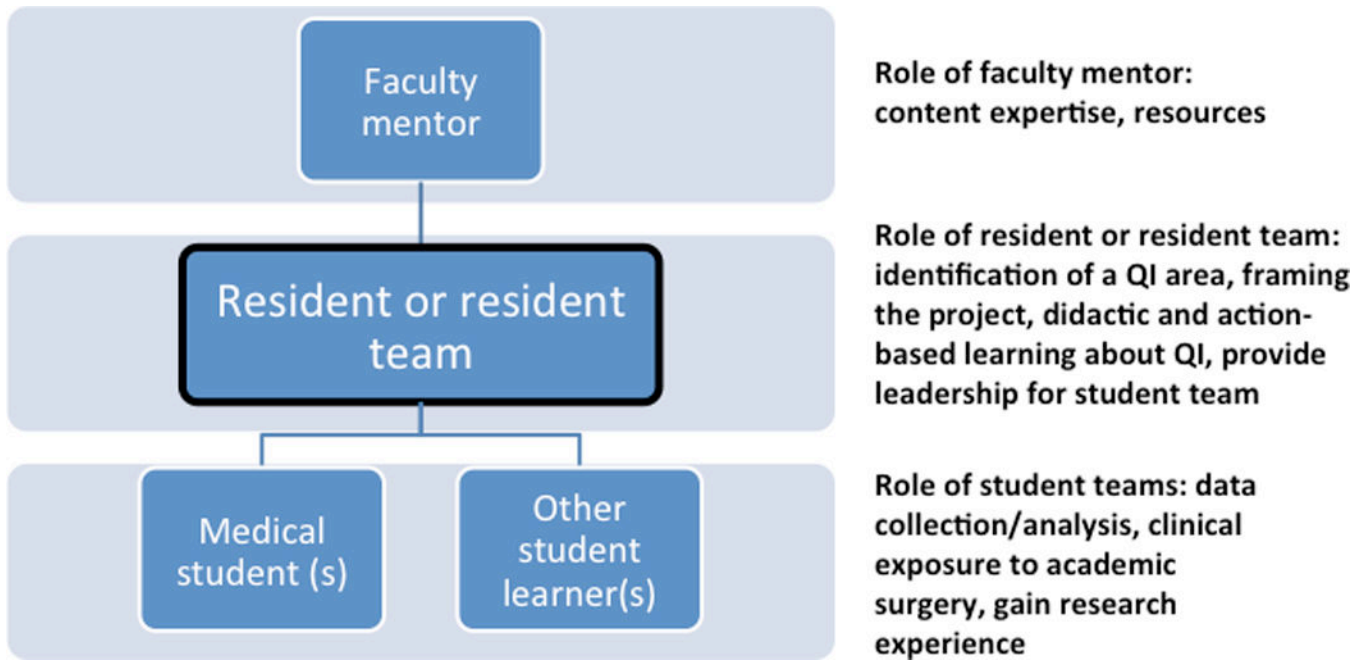 Faculty
mentor
Role of faculty mentor:
content expertise, resources
Resident or resident
team
Role of resident or resident team:
identification of a QI area, framing
the project, didactic and action-
based learning about QI, provide
leadership for student team
Medical
student (s)
Other
student
learner(s)
Role of student teams: data
collection/analysis, clinical
exposure to academic
surgery, gain research
experience